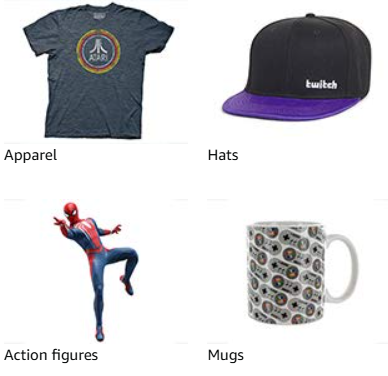 ATARI
twitch
Apparel
Hats
Action figures
Mugs